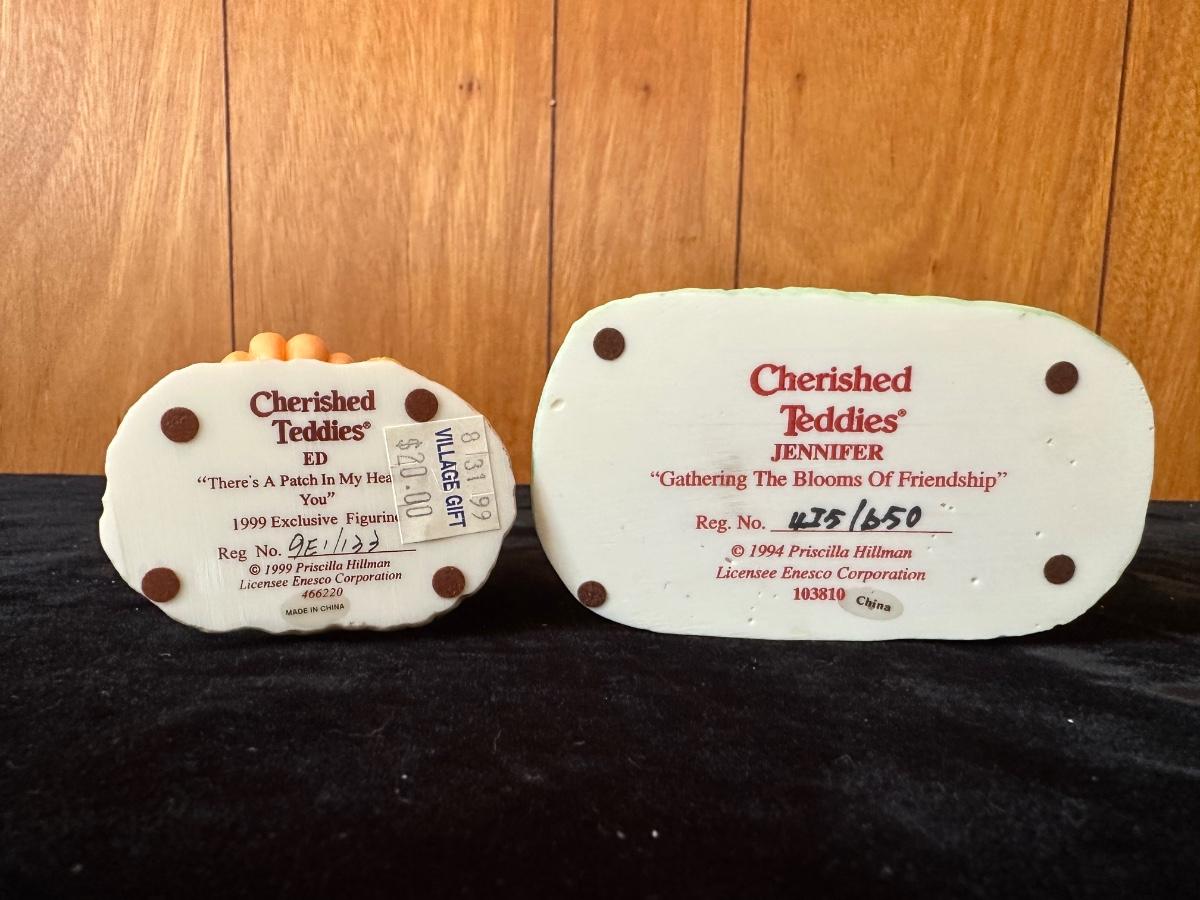 Cherished
Teddies®
ED
“There's A Patch In My Hea
You”
1999 Exclusive Figurin
Reg No. 9E1/133
© 1999 Priscilla Hillman
Licensee Enesco Corporation
466220
MADE IN CHINA
8/31/99
VILLAGE GIFT
$20.00
Cherished
Teddies®
JENNIFER
“Gathering The Blooms Of Friendship”
Reg. No.
© 1994 Priscilla Hillman
Licensee Enesco Corporation
103810
China